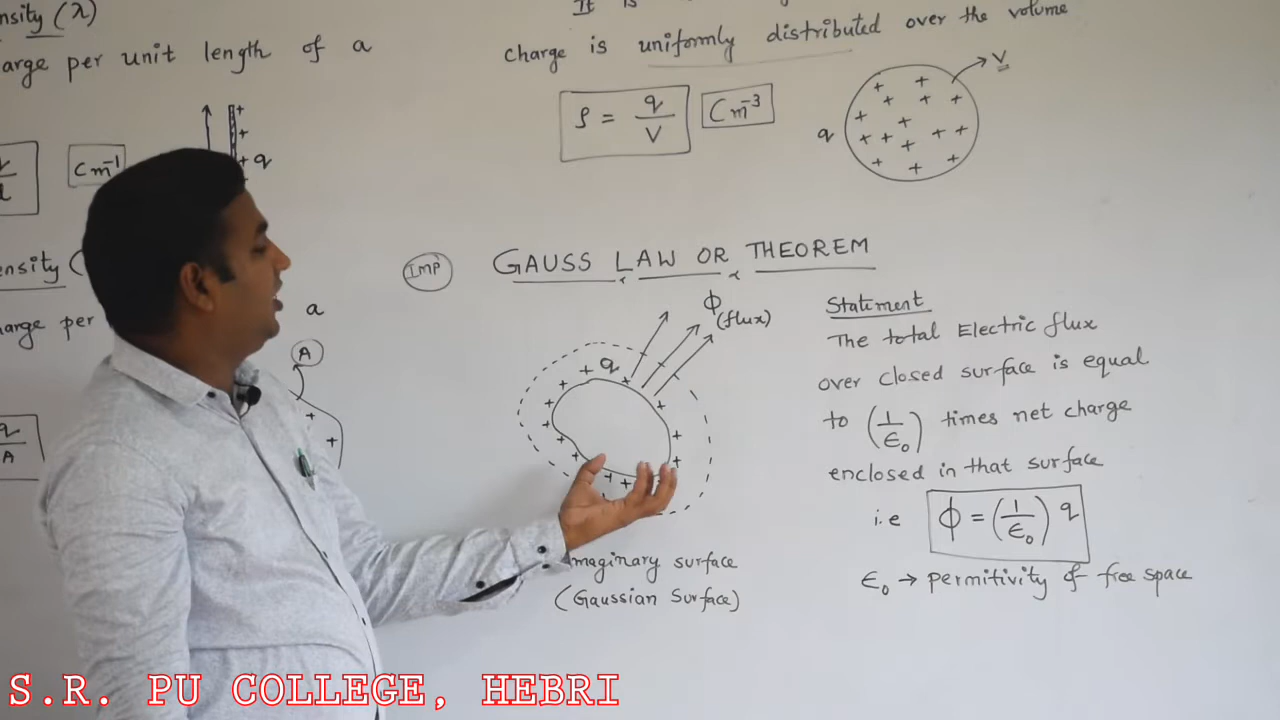 nsity (λ)
arge per unit length of a
l
C m⁻¹
q
nsity (
arge per
a
A
q
A
It is
charge is uniformly distributed over the volume
ρ = q/V
C m⁻³
q
V
IMP
GAUSS LAW OR THEOREM
ϕ
(flux)
q
maginary surface
(Gaussian Surface)
Statement
The total Electric flux
over closed surface is equal
to (1/ε₀) times net charge
enclosed in that surface
i.e ϕ = (1/ε₀) q
ε₀ → permitivity of free space
S.R. PU COLLEGE, HEBRI